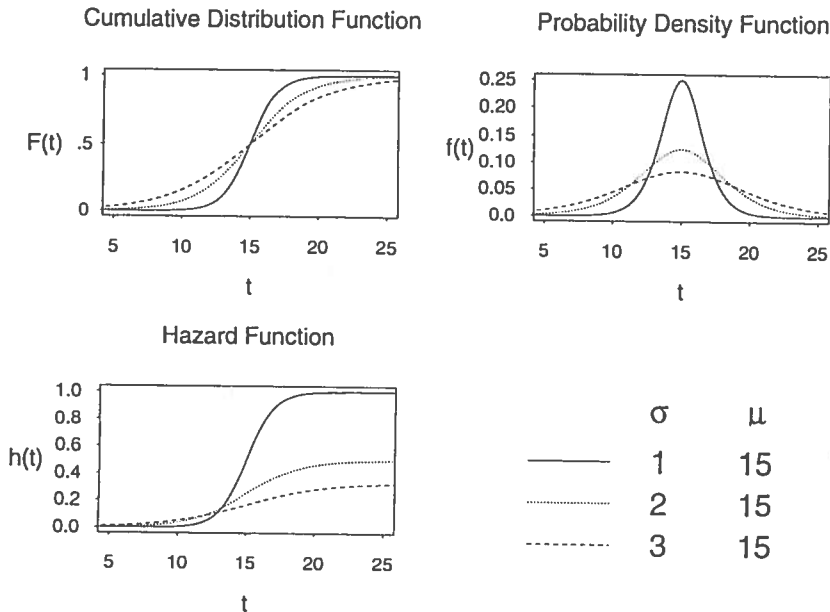 Cumulative Distribution Function
1
F(t)
.5
0
5 10 15 20 25
t
Probability Density Function
0.25
0.20
0.15
f(t)
0.10
0.05
0.0
5 10 15 20 25
t
Hazard Function
1.0
0.8
0.6
h(t)
0.4
0.2
0.0
5 10 15 20 25
t
σ μ
1 15
2 15
3 15